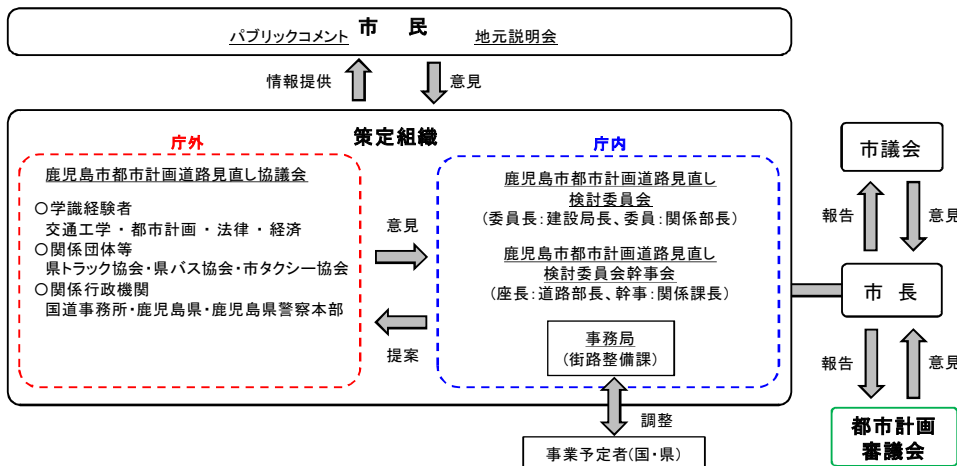 市　民
パブリックコメント
地元説明会
情報提供
意見
策定組織
庁外
鹿児島市都市計画道路見直し協議会
○学識経験者
交通工学・都市計画・法律・経済
○関係団体等
県トラック協会・県バス協会・市タクシー協会
○関係行政機関
国道事務所・鹿児島県・鹿児島県警察本部
意見
提案
庁内
鹿児島市都市計画道路見直し
検討委員会
(委員長:建設局長、委員:関係部長)
鹿児島市都市計画道路見直し
検討委員会幹事会
(座長:道路部長、幹事:関係課長)
事務局
(街路整備課)
調整
事業予定者(国・県)
市議会
報告
意見
市 長
報告
意見
都市計画
審議会